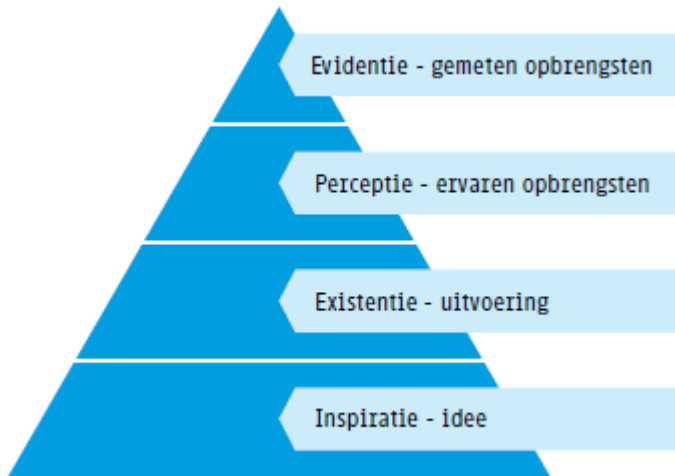 Evidentie - gemeten opbrengsten
Perceptie - ervaren opbrengsten
Existentie - uitvoering
Inspiratie - idee